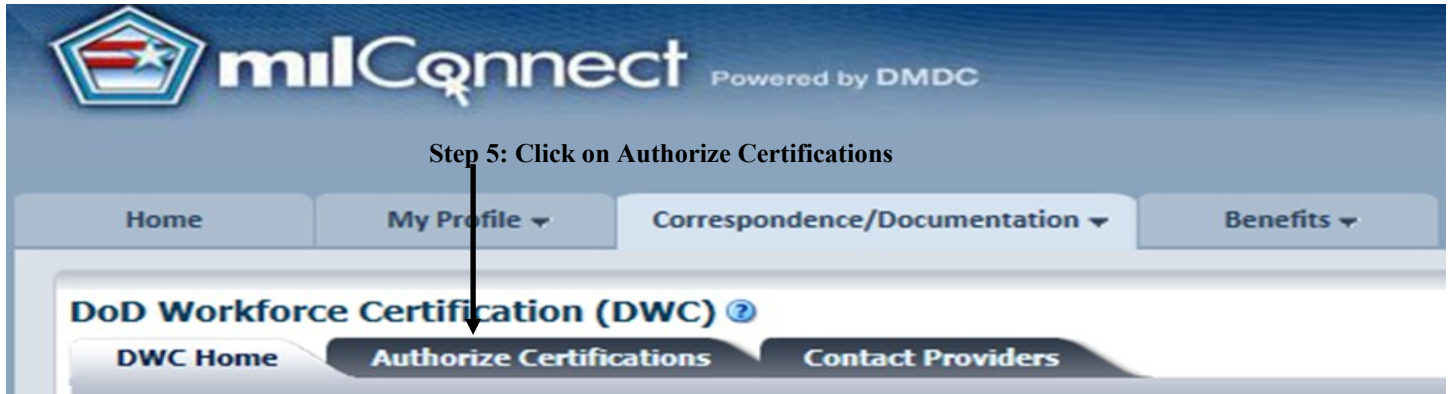 milConnect Powered by DMDC
Step 5: Click on Authorize Certifications
Home My Profile Correspondence/Documentation Benefits
DoD Workforce Certification (DWC) ?
DWC Home Authorize Certifications Contact Providers